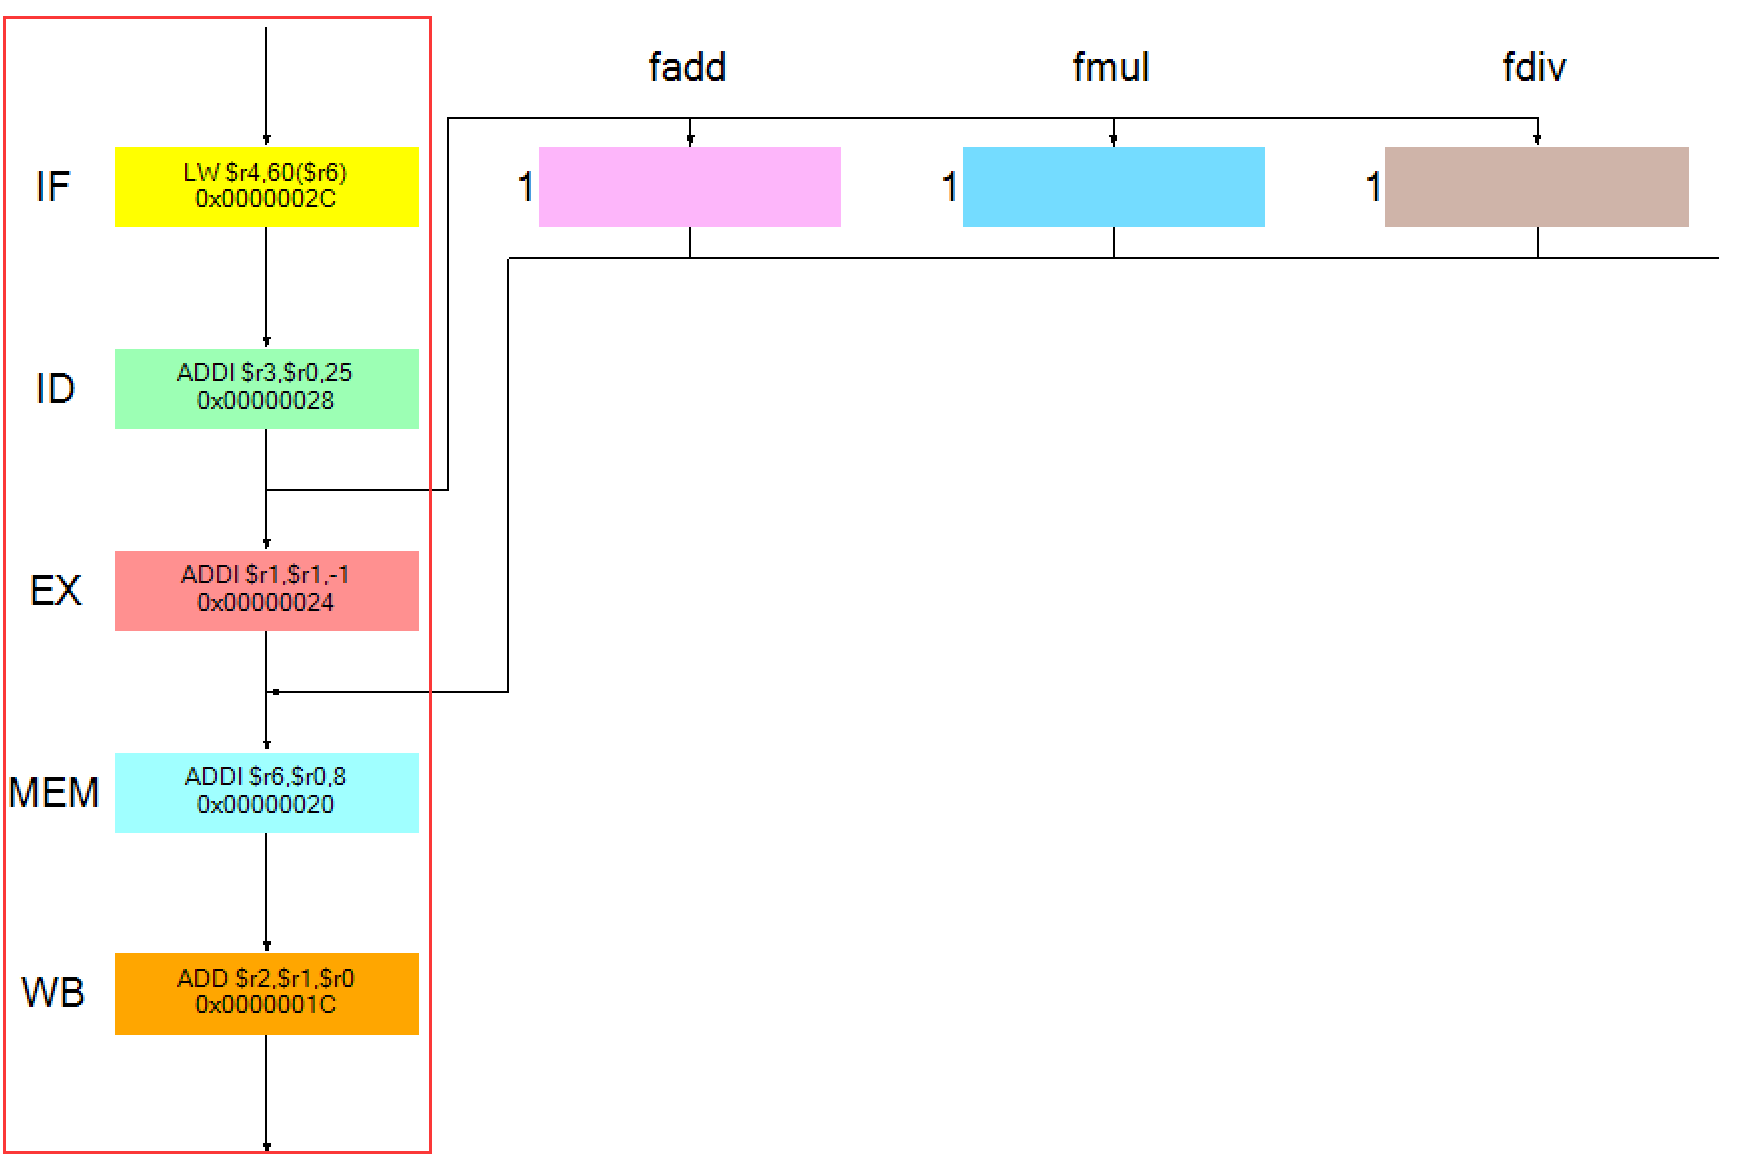 fadd
fmul
fdiv
IF
LW $r4,60($r6)
0x0000002C
1
1
1
ID
ADDI $r3,$r0,25
0x00000028
EX
ADDI $r1,$r1,-1
0x00000024
MEM
ADDI $r6,$r0,8
0x00000020
WB
ADD $r2,$r1,$r0
0x0000001C